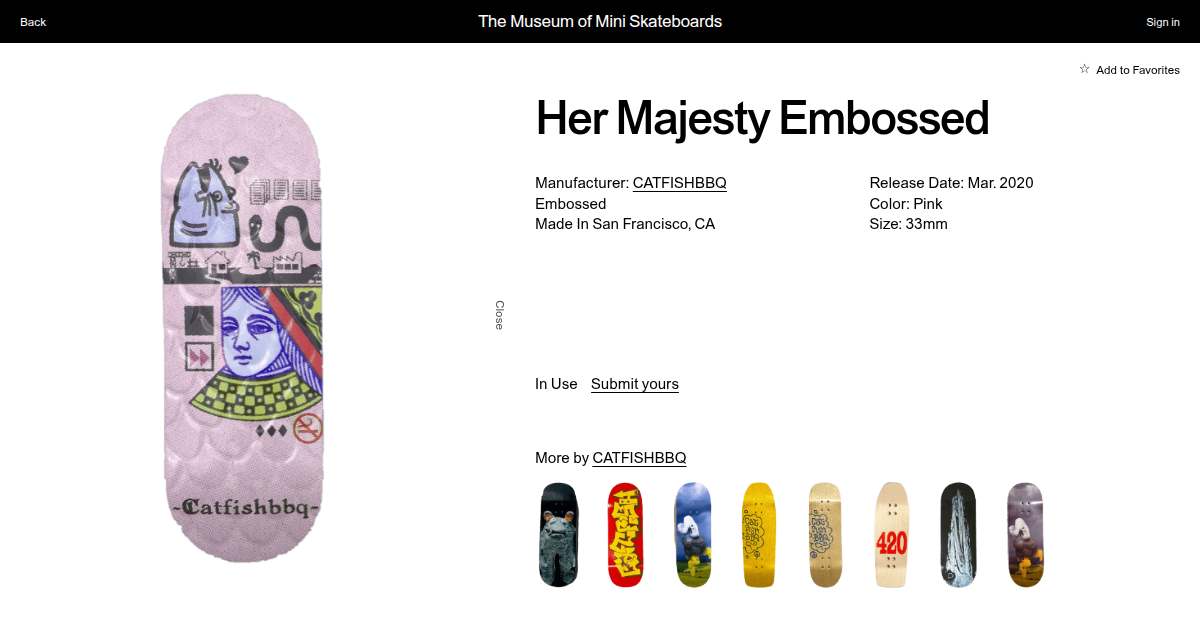 Back
The Museum of Mini Skateboards
Sign in
☆ Add to Favorites
Her Majesty Embossed
Manufacturer: CATFISHBBQ
Embossed
Made In San Francisco, CA
Release Date: Mar. 2020
Color: Pink
Size: 33mm
Close
In Use Submit yours
More by CATFISHBBQ
-Catfishbbq-
420